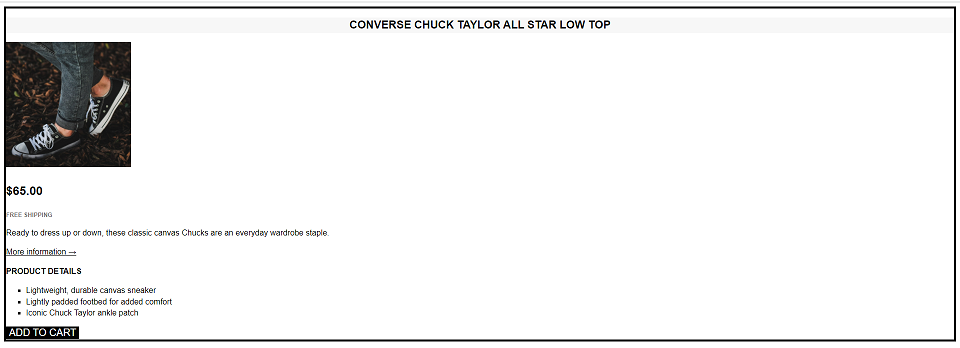 CONVERSE CHUCK TAYLOR ALL STAR LOW TOP
$65.00
FREE SHIPPING
Ready to dress up or down, these classic canvas Chucks are an everyday wardrobe staple.
More information →
PRODUCT DETAILS
Lightweight, durable canvas sneaker
Lightly padded footbed for added comfort
Iconic Chuck Taylor ankle patch
ADD TO CART